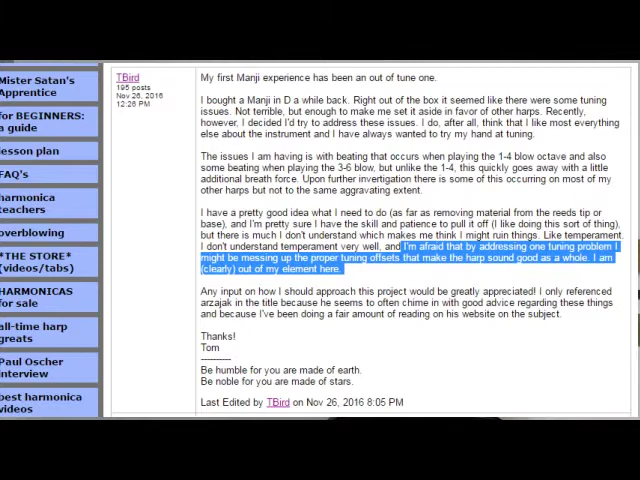 Mister Satan's
Apprentice
for BEGINNERS:
a guide
lesson plan
FAQ's
harmonica
teachers
overblowing
*THE STORE*
(videos/tabs)
HARMONICAS
for sale
all-time harp
greats
Paul Oscher
interview
best harmonica
videos
TBird
195 posts
Nov 26, 2016
12:26 PM
My first Manji experience has been an out of tune one.
I bought a Manji in D a while back. Right out of the box it seemed like there were some tuning
issues. Not terrible, but enough to make me set it aside in favor of other harps. Recently,
however, I decided I'd try to address these issues. I do, after all, think that I like most everything
else about the instrument and I have always wanted to try my hand at tuning.
The issues I am having is with beating that occurs when playing the 1-4 blow octave and also
some beating when playing the 3-6 blow, but unlike the 1-4, this quickly goes away with a little
additional breath force. Upon further invertigation there is some of this occurring on most of my
other harps but not to the same aggravating extent.
I have a pretty good idea what I need to do (as far as removing material from the reeds tip or
base), and I'm pretty sure I have the skill and patience to pull it off (I like doing this sort of thing),
but there is much I don't understand which makes me think I might ruin things. Like temperament.
I don't understand temperament very well, and I'm afraid that by addressing one tuning problem I
might be messing up the proper tuning offsets that make the harp sound good as a whole. I am
(clearly) out of my element here.
Any input on how I should approach this project would be greatly appreciated! I only referenced
arzajak in the title because he seems to often chime in with good advice regarding these things
and because I've been doing a fair amount of reading on his website on the subject.
Thanks!
Tom
----------
Be humble for you are made of earth.
Be noble for you are made of stars.
Last Edited by TBird on Nov 26, 2016 8:05 PM